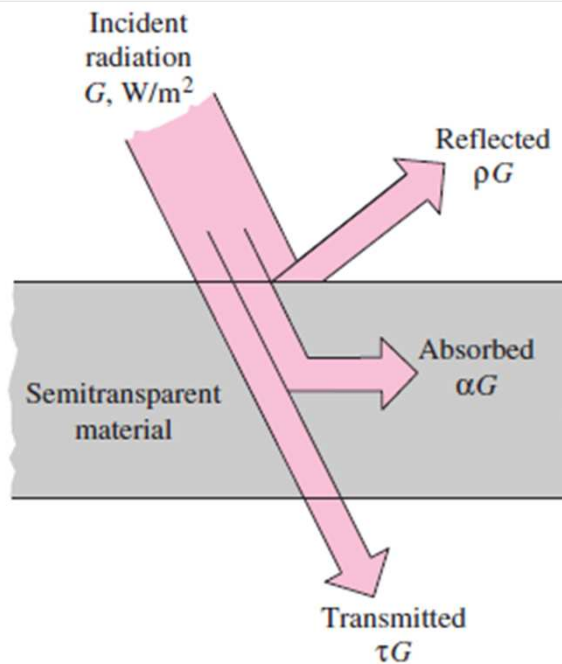 Incident
radiation
G, W/m²
Reflected
ρG
Absorbed
αG
Semitransparent
material
Transmitted
τG